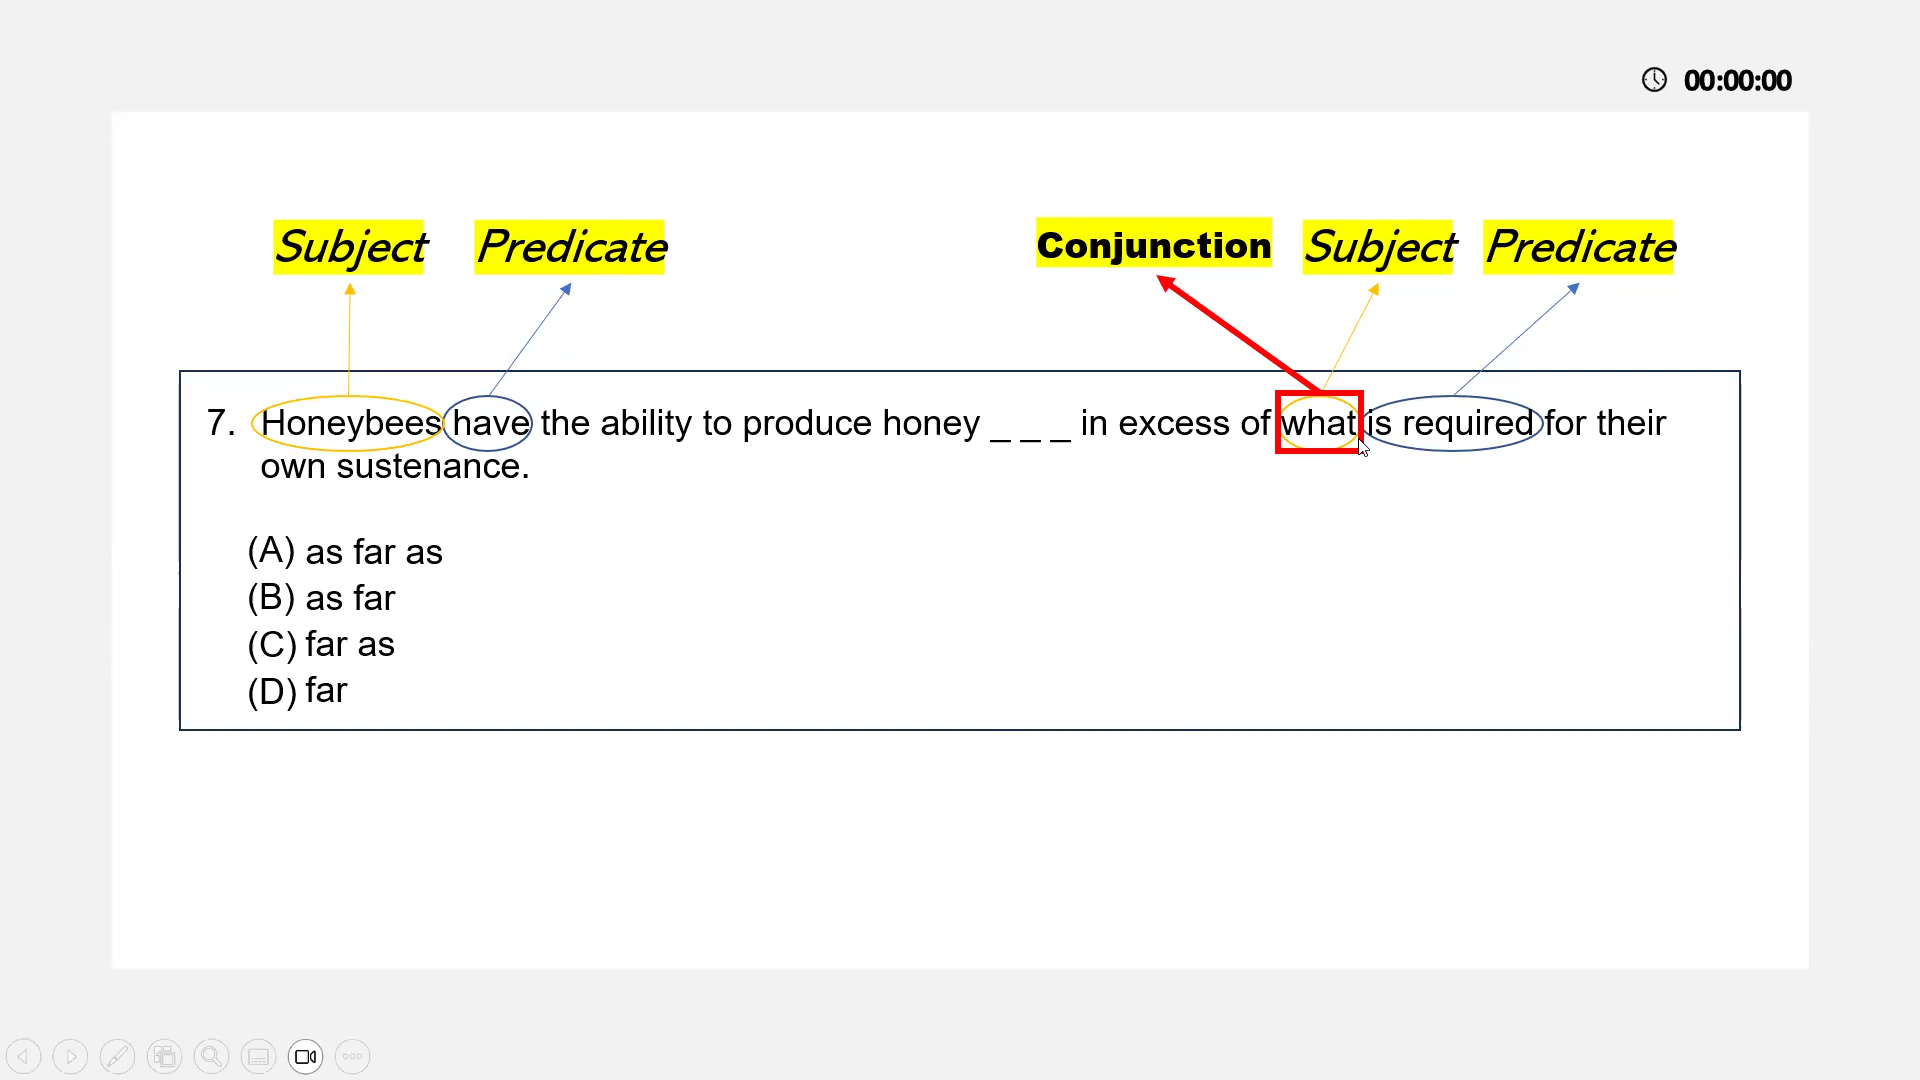 00:00:00
Subject Predicate Conjunction Subject Predicate
7. Honeybees have the ability to produce honey _ _ _ in excess of what is required for their
own sustenance.
(A) as far as
(B) as far
(C) far as
(D) far